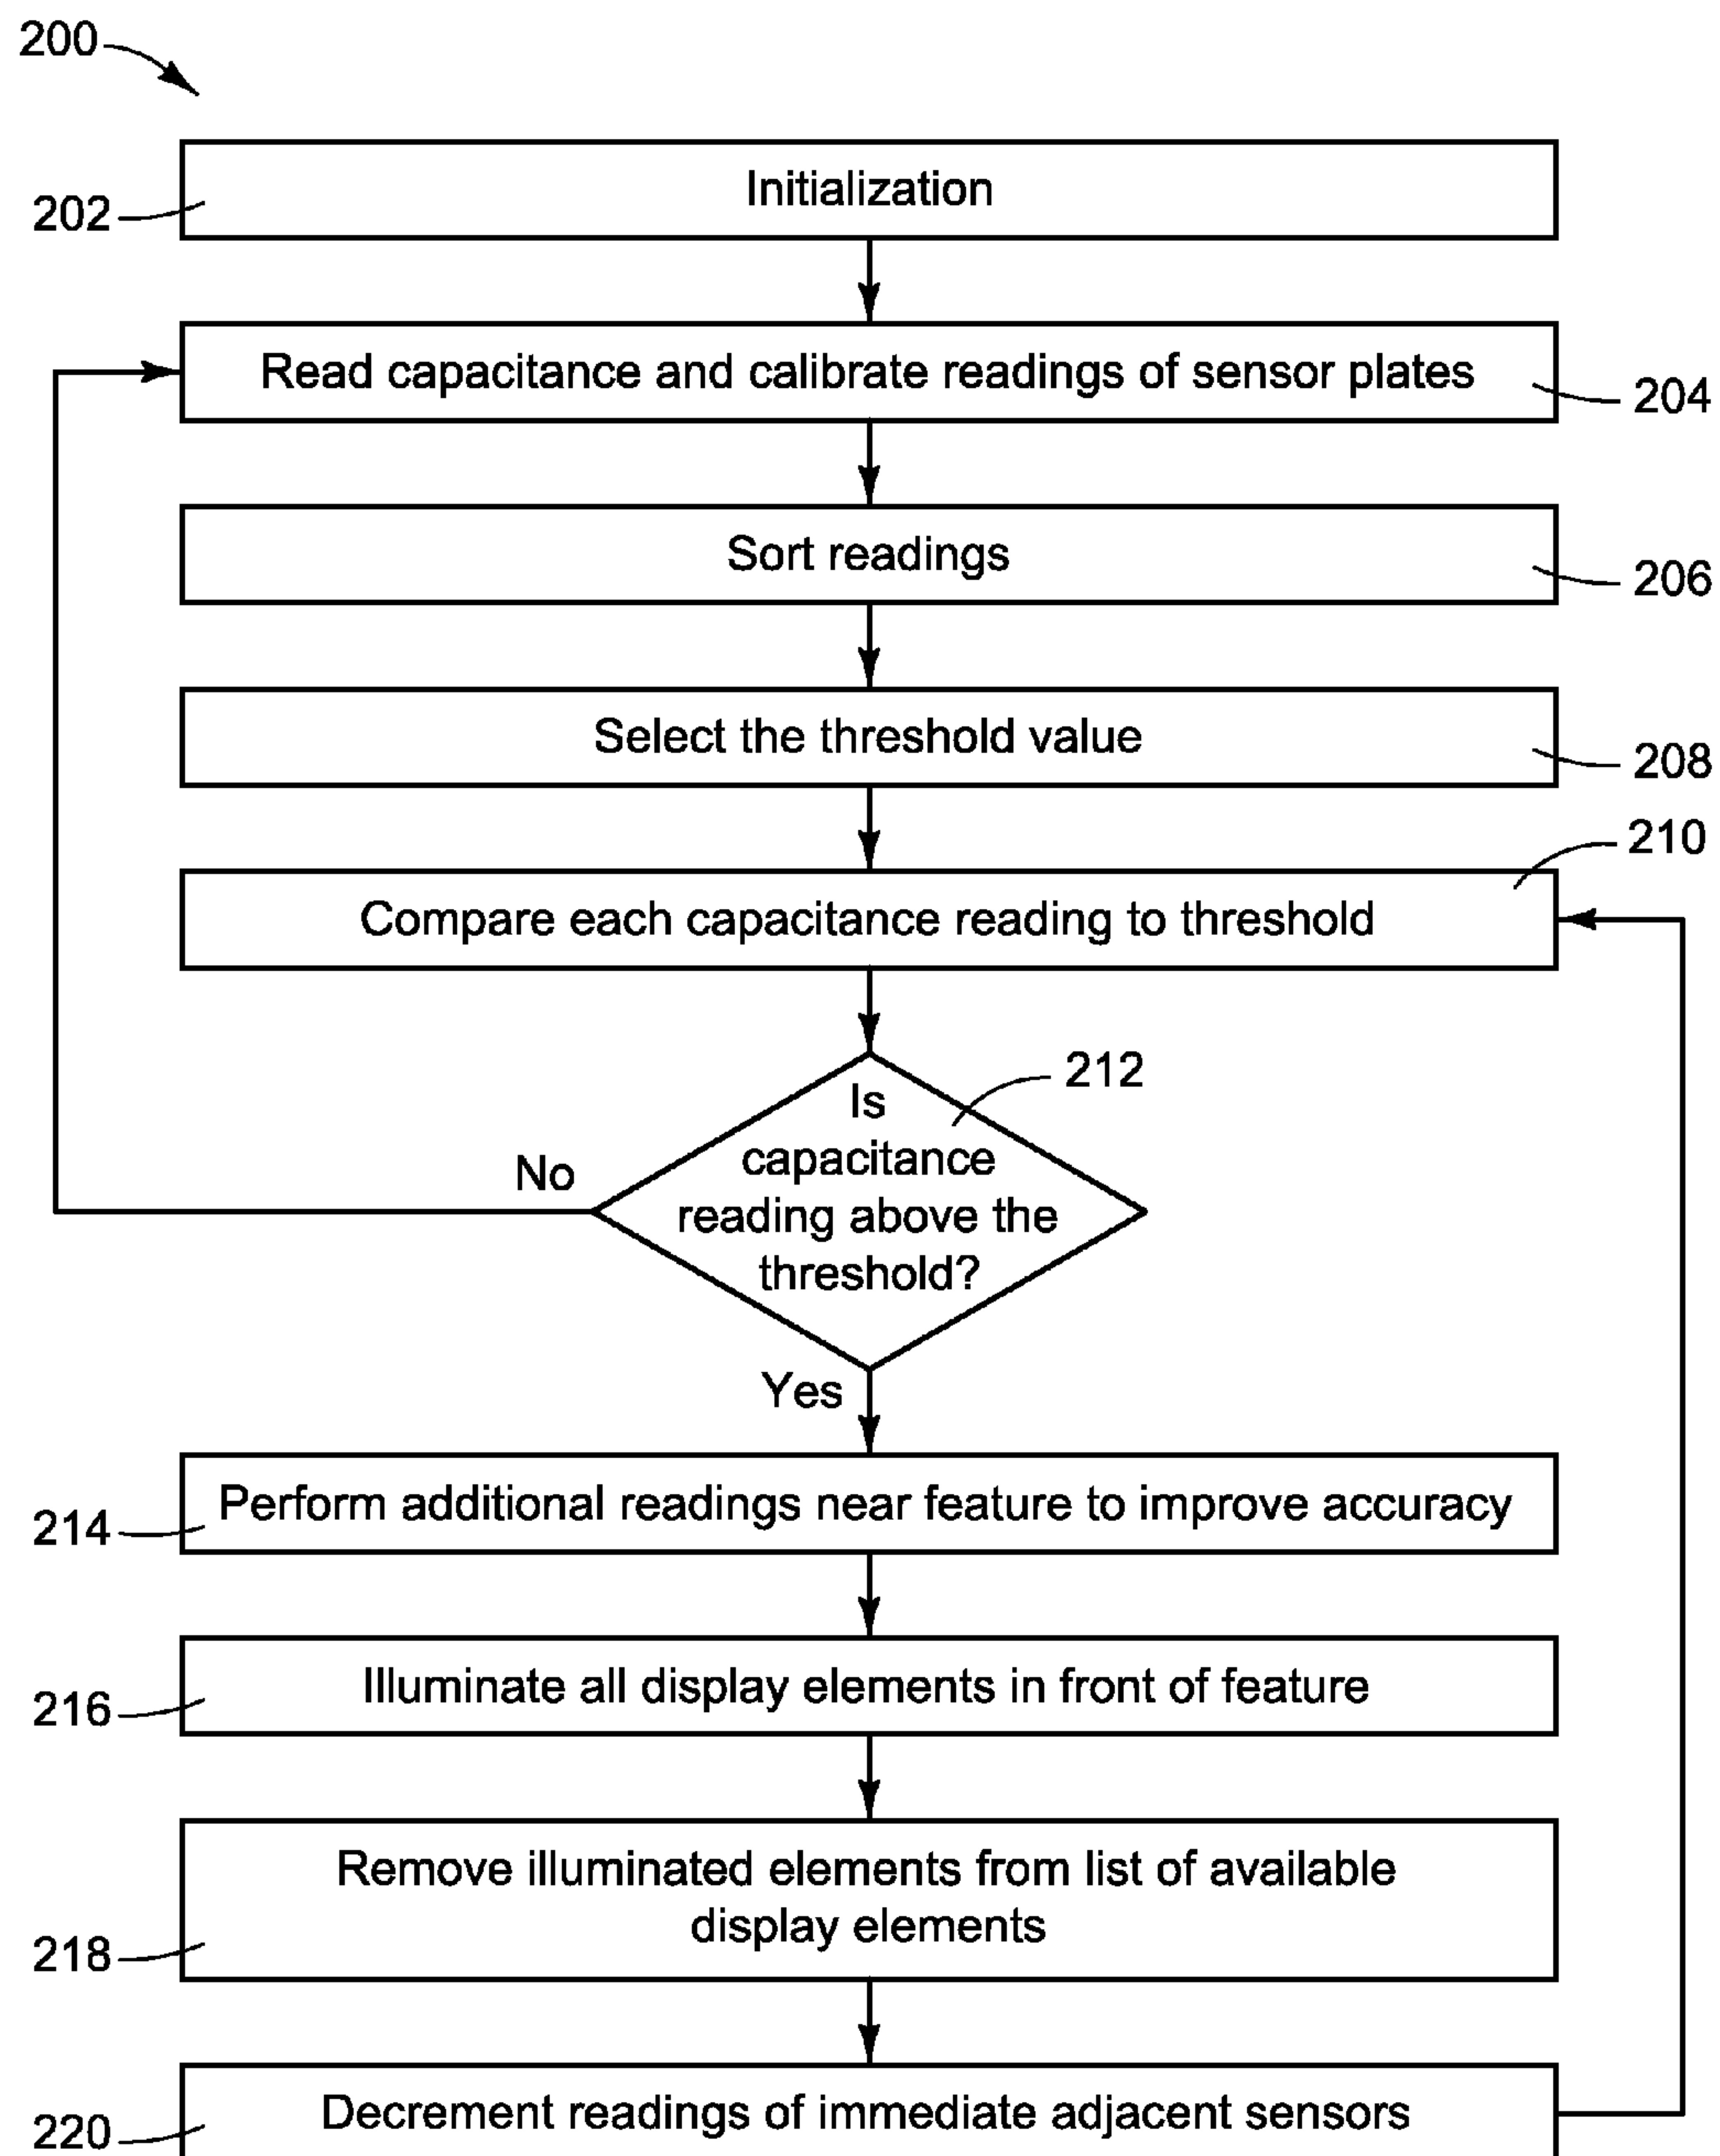 200
Initialization
202
Read capacitance and calibrate readings of sensor plates
204
Sort readings
206
Select the threshold value
208
210
Compare each capacitance reading to threshold
212
Is
capacitance
reading above the
threshold?
No
Yes
Perform additional readings near feature to improve accuracy
214
Illuminate all display elements in front of feature
216
Remove illuminated elements from list of available
display elements
218
Decrement readings of immediate adjacent sensors
220